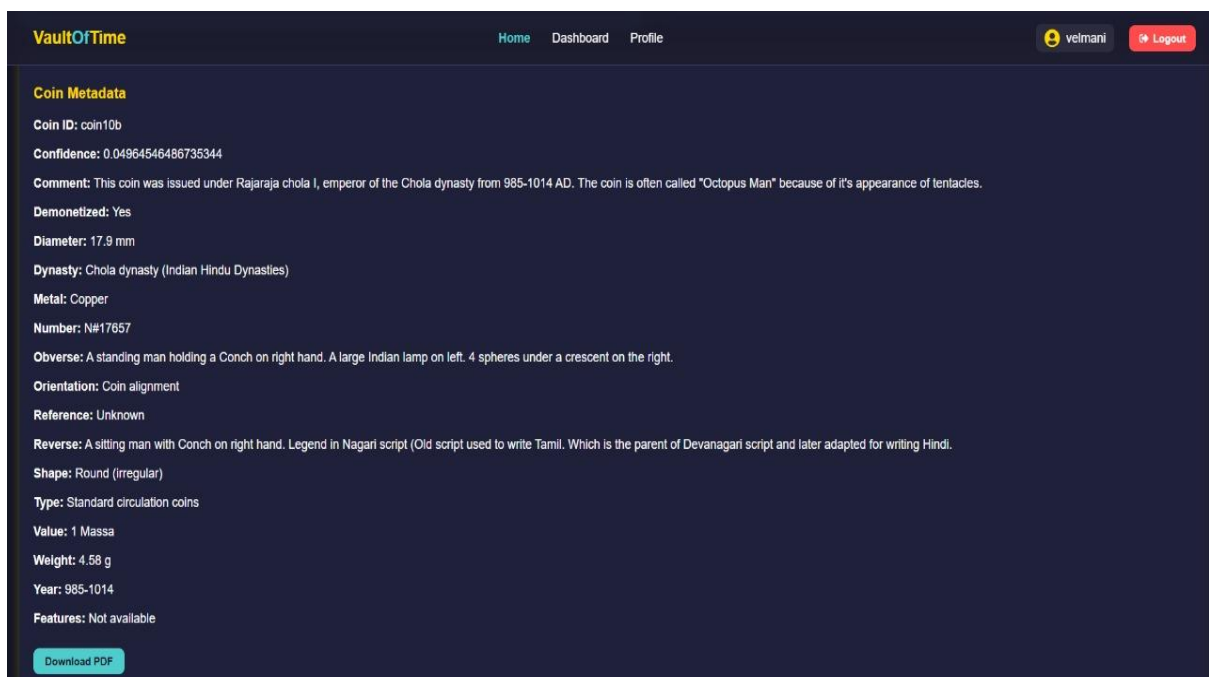 VaultOfTime
Home Dashboard Profile
velmani
Logout
Coin Metadata
Coin ID: coin10b
Confidence: 0.04964546486735344
Comment: This coin was issued under Rajaraja chola I, emperor of the Chola dynasty from 985-1014 AD. The coin is often called "Octopus Man" because of it's appearance of tentacles.
Demonetized: Yes
Diameter: 17.9 mm
Dynasty: Chola dynasty (Indian Hindu Dynasties)
Metal: Copper
Number: N#17657
Obverse: A standing man holding a Conch on right hand. A large Indian lamp on left. 4 spheres under a crescent on the right.
Orientation: Coin alignment
Reference: Unknown
Reverse: A sitting man with Conch on right hand. Legend in Nagari script (Old script used to write Tamil. Which is the parent of Devanagari script and later adapted for writing Hindi.
Shape: Round (irregular)
Type: Standard circulation coins
Value: 1 Massa
Weight: 4.58 g
Year: 985-1014
Features: Not available
Download PDF